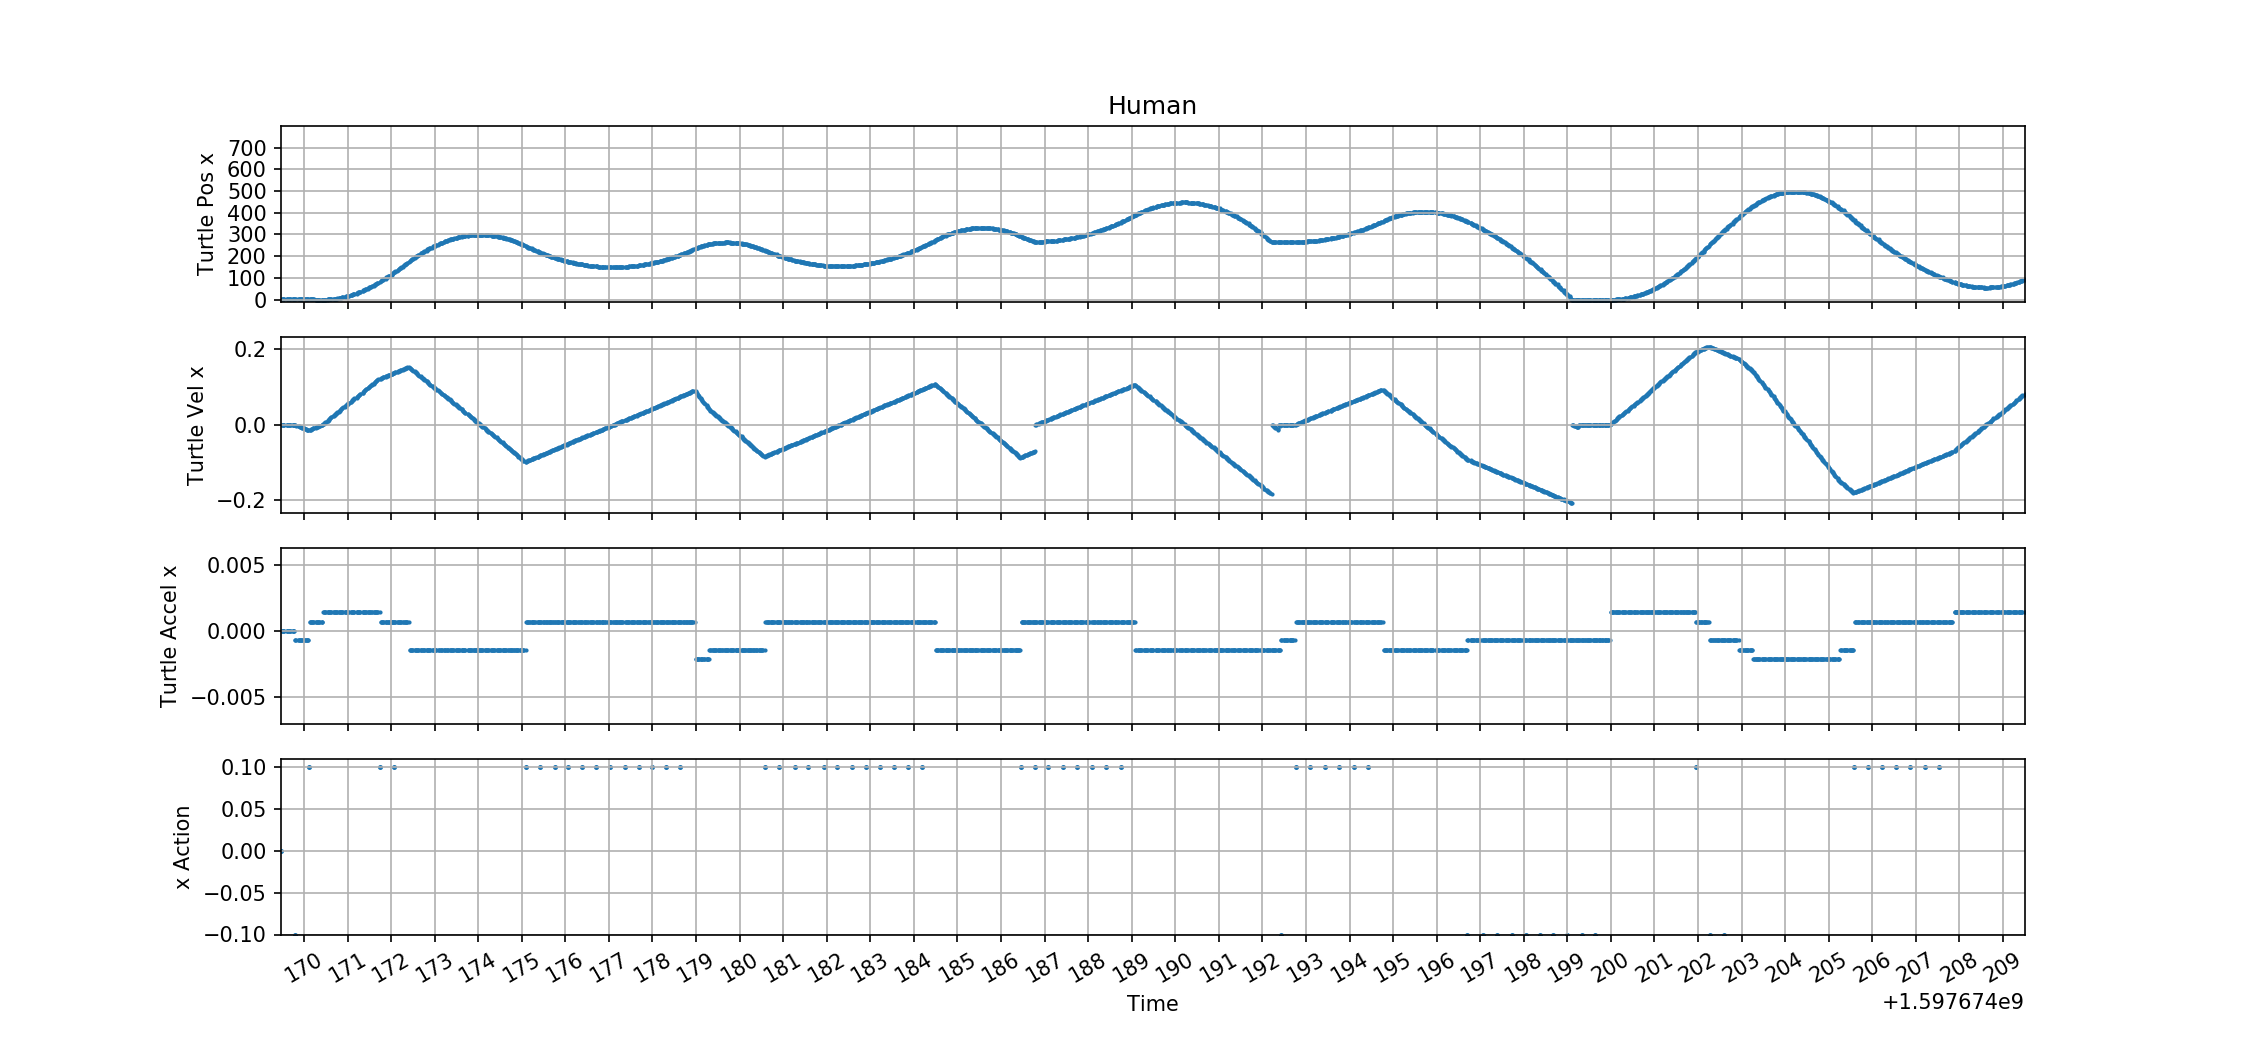 Human
Turtle Pos x
700
600
500
400
300
200
100
0
Turtle Vel x
0.2
0.0
−0.2
Turtle Accel x
0.005
0.000
−0.005
x Action
0.10
0.05
0.00
−0.05
−0.10
170 171 172 173 174 175 176 177 178 179 180 181 182 183 184 185 186 187 188 189 190 191 192 193 194 195 196 197 198 199 200 201 202 203 204 205 206 207 208 209
Time
+1.597674e9